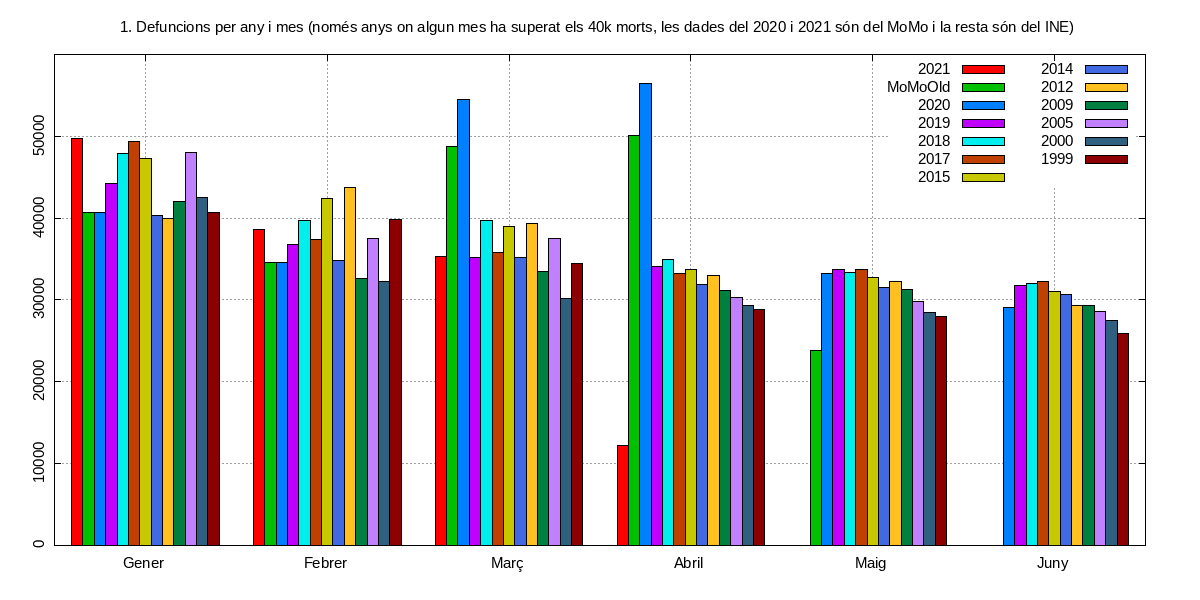 1. Defuncions per any i mes (només anys on algun mes ha superat els 40k morts, les dades del 2020 i 2021 són del MoMo i la resta són del INE)
2021
MoMoOld
2020
2019
2018
2017
2015
2014
2012
2009
2005
2000
1999
50000
40000
30000
20000
10000
0
Gener
Febrer
Març
Abril
Maig
Juny